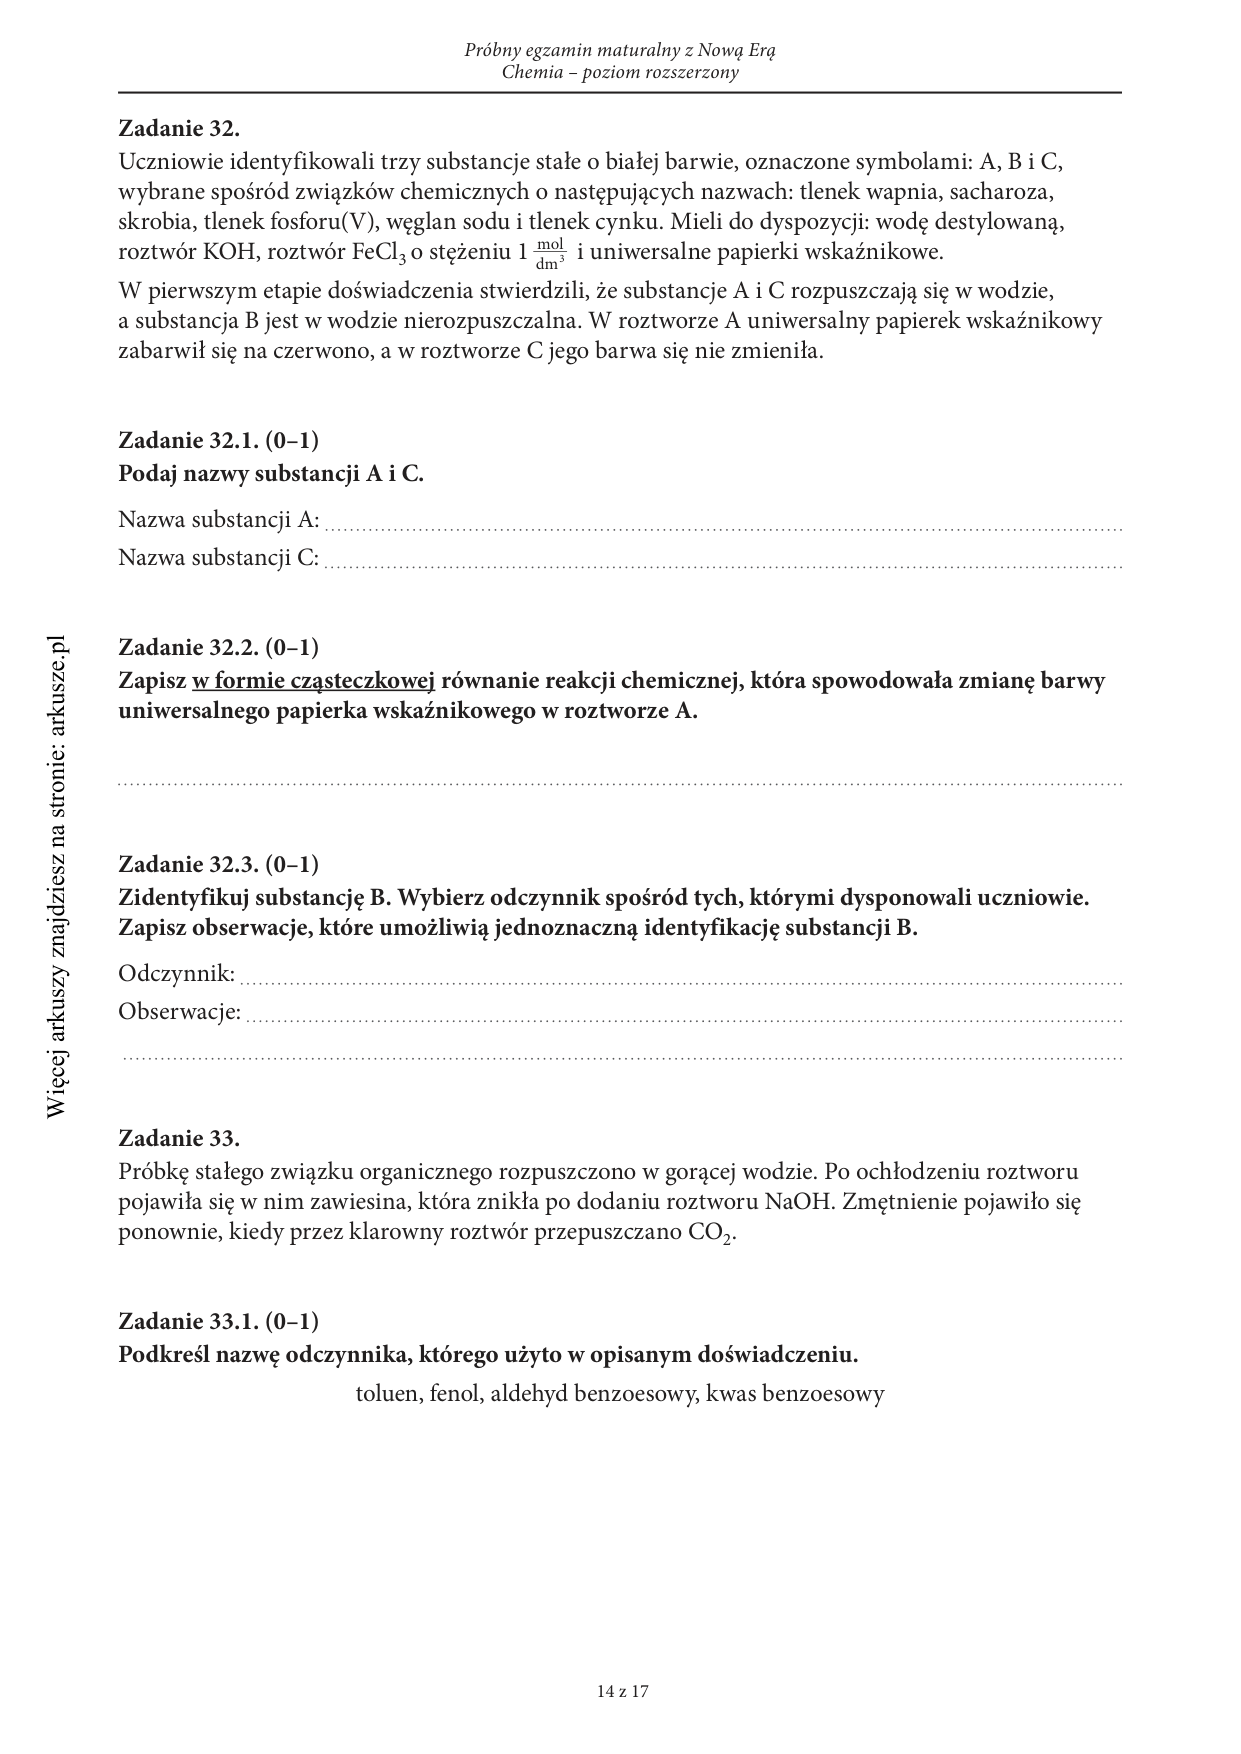 Próbny egzamin maturalny z Nową Erą
Chemia – poziom rozszerzony
Zadanie 32.
Uczniowie identyfikowali trzy substancje stałe o białej barwie, oznaczone symbolami: A, B i C,
wybrane spośród związków chemicznych o następujących nazwach: tlenek wapnia, sacharoza,
skrobia, tlenek fosforu(V), węglan sodu i tlenek cynku. Mieli do dyspozycji: wodę destylowaną,
roztwór KOH, roztwór FeCl₃ o stężeniu 1 mol/dm³ i uniwersalne papierki wskaźnikowe.
W pierwszym etapie doświadczenia stwierdzili, że substancje A i C rozpuszczają się w wodzie,
a substancja B jest w wodzie nierozpuszczalna. W roztworze A uniwersalny papierek wskaźnikowy
zabarwił się na czerwono, a w roztworze C jego barwa się nie zmieniła.
Zadanie 32.1. (0–1)
Podaj nazwy substancji A i C.
Nazwa substancji A:
Nazwa substancji C:
Zadanie 32.2. (0–1)
Zapisz w formie cząsteczkowej równanie reakcji chemicznej, która spowodowała zmianę barwy
uniwersalnego papierka wskaźnikowego w roztworze A.
Zadanie 32.3. (0–1)
Zidentyfikuj substancję B. Wybierz odczynnik spośród tych, którymi dysponowali uczniowie.
Zapisz obserwacje, które umożliwią jednoznaczną identyfikację substancji B.
Odczynnik:
Obserwacje:
Zadanie 33.
Próbkę stałego związku organicznego rozpuszczono w gorącej wodzie. Po ochłodzeniu roztworu
pojawiła się w nim zawiesina, która znikła po dodaniu roztworu NaOH. Zmętnienie pojawiło się
ponownie, kiedy przez klarowny roztwór przepuszczano CO₂.
Zadanie 33.1. (0–1)
Podkreśl nazwę odczynnika, którego użyto w opisanym doświadczeniu.
toluen, fenol, aldehyd benzoesowy, kwas benzoesowy
14 z 17
Więcej arkuszy znajdziesz na stronie: arkusze.pl